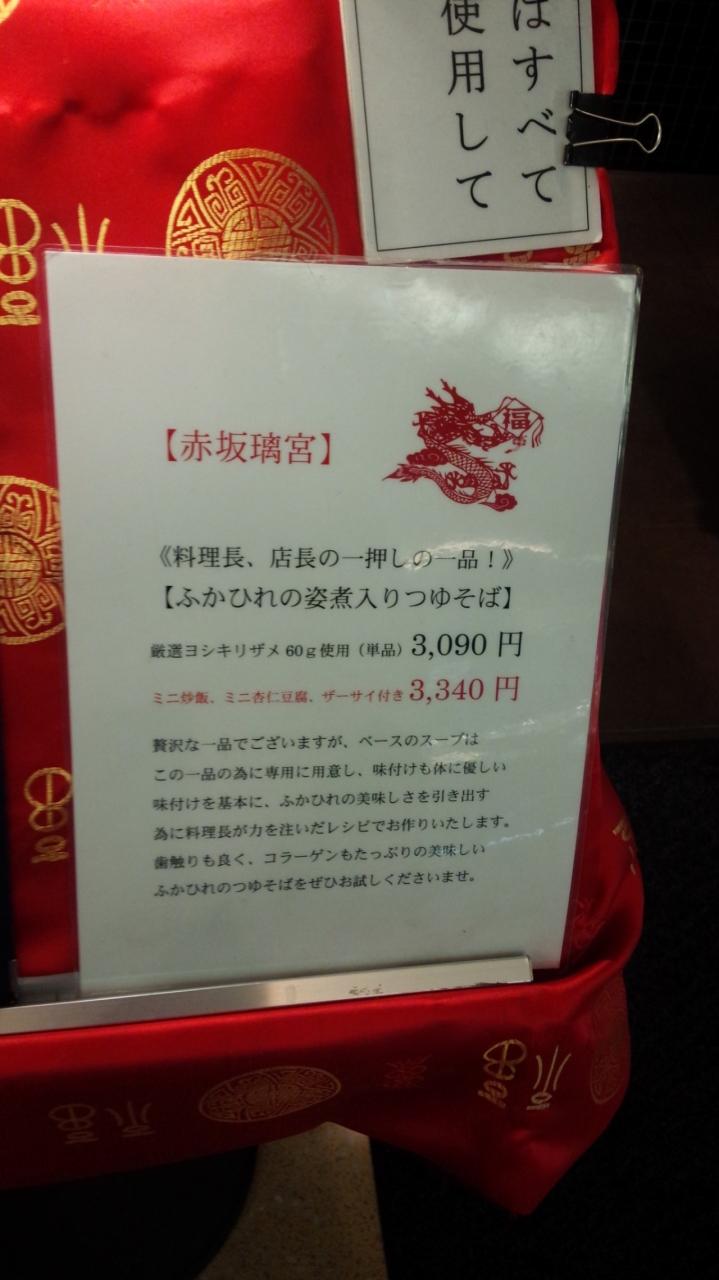 はすべて
使用して
【赤坂璃宮】
福
《料理長、店長の一押しの一品！》
【ふかひれの姿煮入りつゆそば】
厳選ヨシキリザメ60ｇ使用（単品）3,090 円
ミニ炒飯、ミニ杏仁豆腐、ザーサイ付き 3,340 円
贅沢な一品でございますが、ベースのスープは
この一品の為に専用に用意し、味付けも体に優しい
味付けを基本に、ふかひれの美味しさを引き出す
為に料理長が力を注いだレシピでお作りいたします。
歯触りも良く、コラーゲンもたっぷりの美味しい
ふかひれのつゆそばをぜひお試しくださいませ。